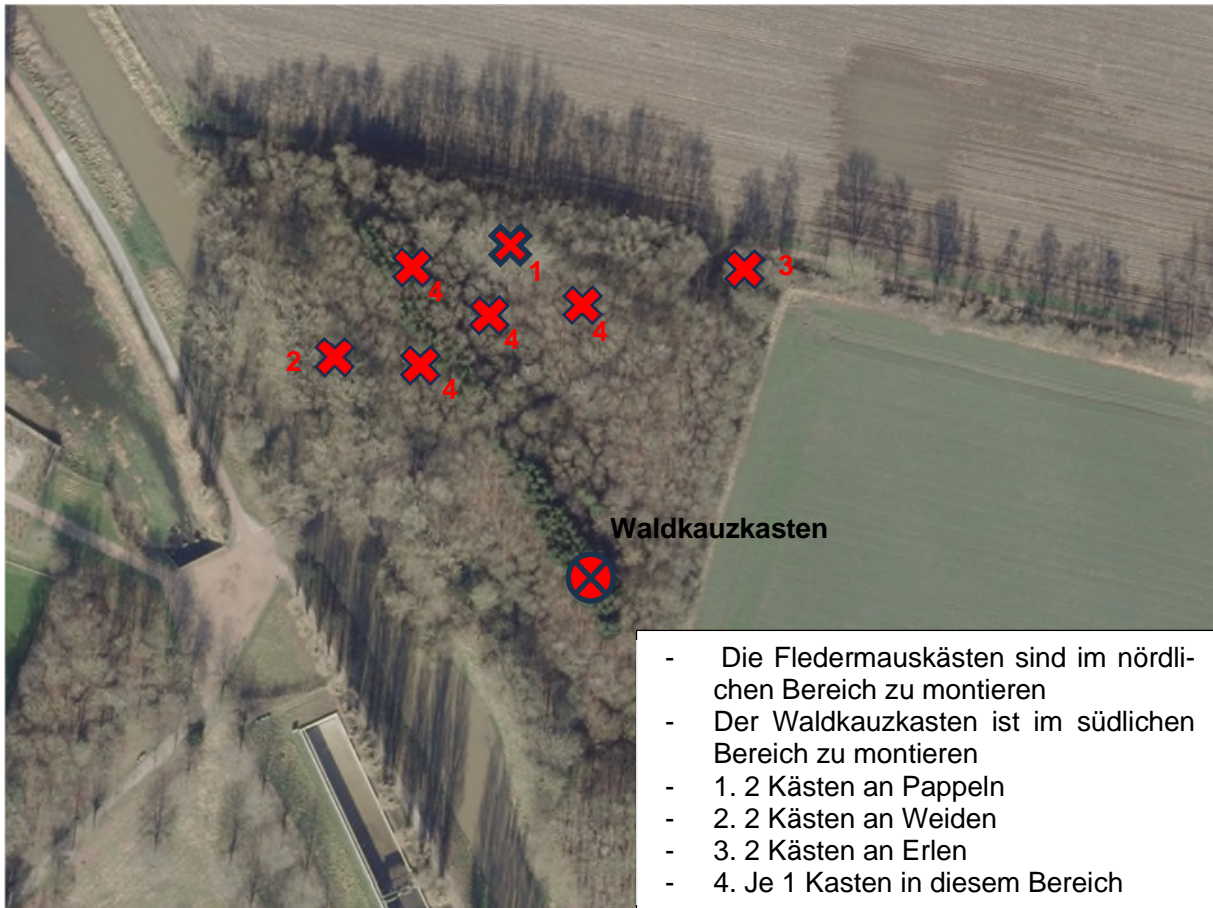 1
3
4
4
4
2
4
Waldkauzkasten
- Die Fledermauskästen sind im nördli-
chen Bereich zu montieren
- Der Waldkauzkasten ist im südlichen
Bereich zu montieren
- 1. 2 Kästen an Pappeln
- 2. 2 Kästen an Weiden
- 3. 2 Kästen an Erlen
- 4. Je 1 Kasten in diesem Bereich